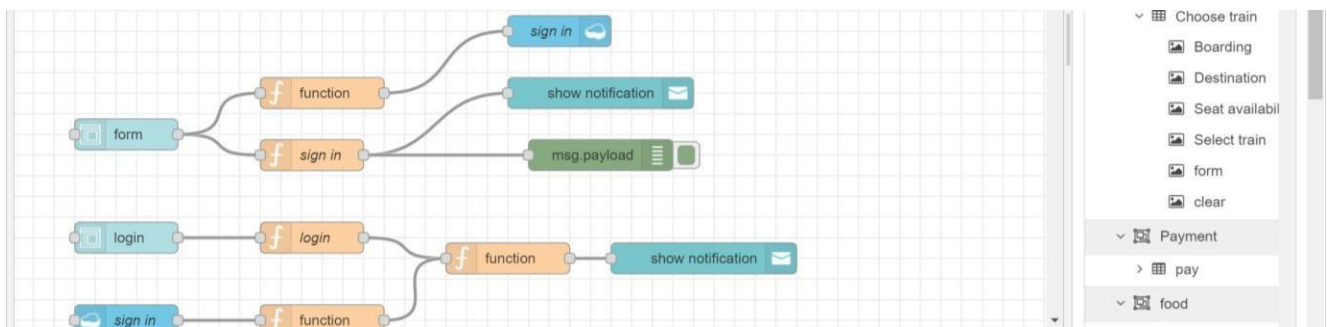 sign in
function
show notification
form
sign in
msg.payload
login
login
function
show notification
sign in
function
Choose train
Boarding
Destination
Seat availabil
Select train
form
clear
Payment
pay
food